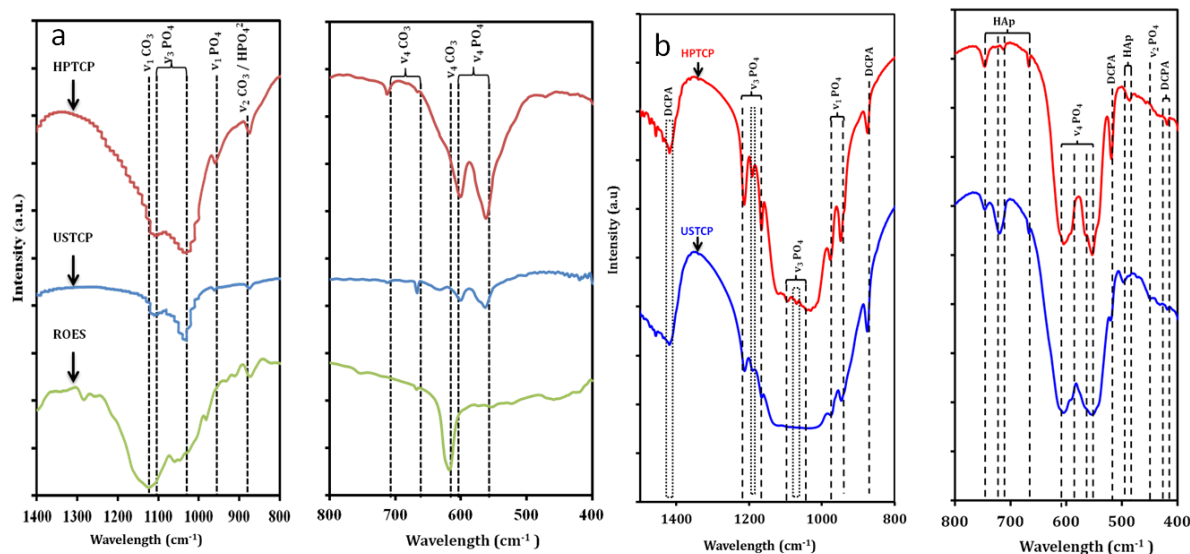 a
HPTCP
USTCP
ROES
ν1 CO3
ν3 PO4
ν1 PO4
ν2 CO3 / HPO4²
Intensity (a.u.)
1400 1300 1200 1100 1000 900 800
Wavelength (cm-1)
ν4 CO3
ν4 CO3
ν4 PO4
800 700 600 500 400
Wavelength (cm-1)
b
HPTCP
USTCP
DCPA
ν3 PO4
ν3 PO4
ν1 PO4
DCPA
Intensity (a.u)
1400 1200 1000 800
Wavelength (cm-1)
HAp
ν4 PO4
DCPA
HAp
ν2 PO4
DCPA
800 700 600 500 400
Wavelength (cm-1)